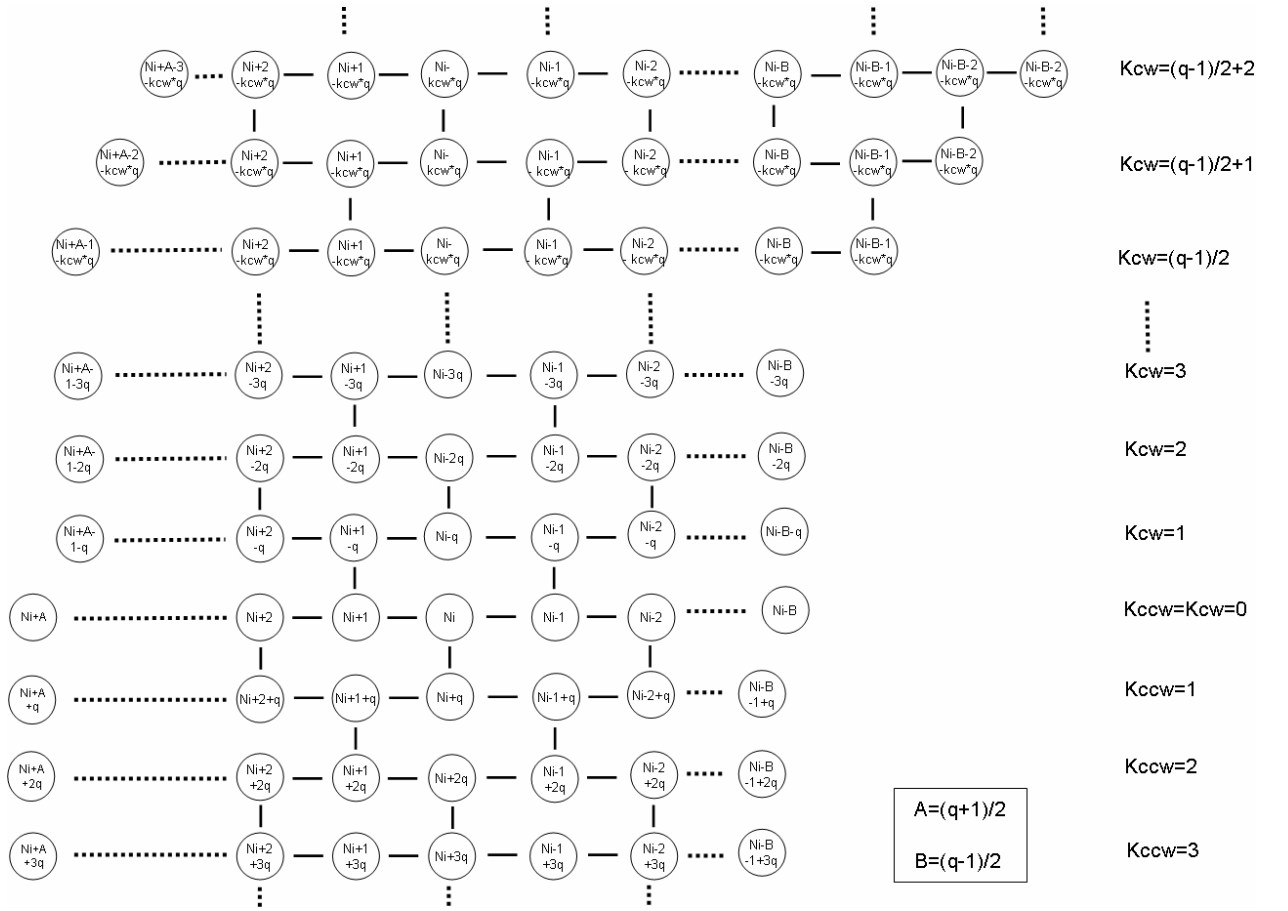 Ni+A-3
-kcw*q
Ni+2
-kcw*q
Ni+1
-kcw*q
Ni-
kcw*q
Ni-1
-kcw*q
Ni-2
-kcw*q
Ni-B
-kcw*q
Ni-B-1
-kcw*q
Ni-B-2
-kcw*q
Ni-B-2
-kcw*q
Kcw=(q-1)/2+2
Ni+A-2
-kcw*q
Ni+2
-kcw*q
Ni+1
-kcw*q
Ni-
kcw*q
Ni-1
- kcw*q
Ni-2
- kcw*q
Ni-B
-kcw*q
Ni-B-1
-kcw*q
Ni-B-2
-kcw*q
Kcw=(q-1)/2+1
Ni+A-1
-kcw*q
Ni+2
-kcw*q
Ni+1
-kcw*q
Ni-
kcw*q
Ni-1
- kcw*q
Ni-2
- kcw*q
Ni-B
-kcw*q
Ni-B-1
-kcw*q
Kcw=(q-1)/2
Ni+A-
1-3q
Ni+2
-3q
Ni+1
-3q
Ni-3q
Ni-1
-3q
Ni-2
-3q
Ni-B
-3q
Kcw=3
Ni+A-
1-2q
Ni+2
-2q
Ni+1
-2q
Ni-2q
Ni-1
-2q
Ni-2
-2q
Ni-B
-2q
Kcw=2
Ni+A-
1-q
Ni+2
-q
Ni+1
-q
Ni-q
Ni-1
-q
Ni-2
-q
Ni-B-q
Kcw=1
Ni+A
Ni+2
Ni+1
Ni
Ni-1
Ni-2
Ni-B
Kccw=Kcw=0
Ni+A
+q
Ni+2+q
Ni+1+q
Ni+q
Ni-1+q
Ni-2+q
Ni-B
-1+q
Kccw=1
Ni+A
+2q
Ni+2
+2q
Ni+1
+2q
Ni+2q
Ni-1
+2q
Ni-2
+2q
Ni-B
-1+2q
Kccw=2
Ni+A
+3q
Ni+2
+3q
Ni+1
+3q
Ni+3q
Ni-1
+3q
Ni-2
+3q
Ni-B
-1+3q
Kccw=3
A=(q+1)/2
B=(q-1)/2